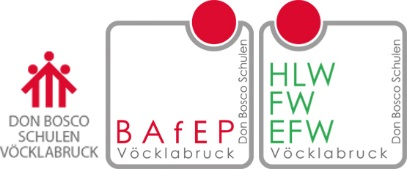 DON BOSCO
SCHULEN
VÖCKLABRUCK
BAfEP
Vöcklabruck
Don Bosco Schulen
HLW
FW
EFW
Vöcklabruck
Don Bosco Schulen